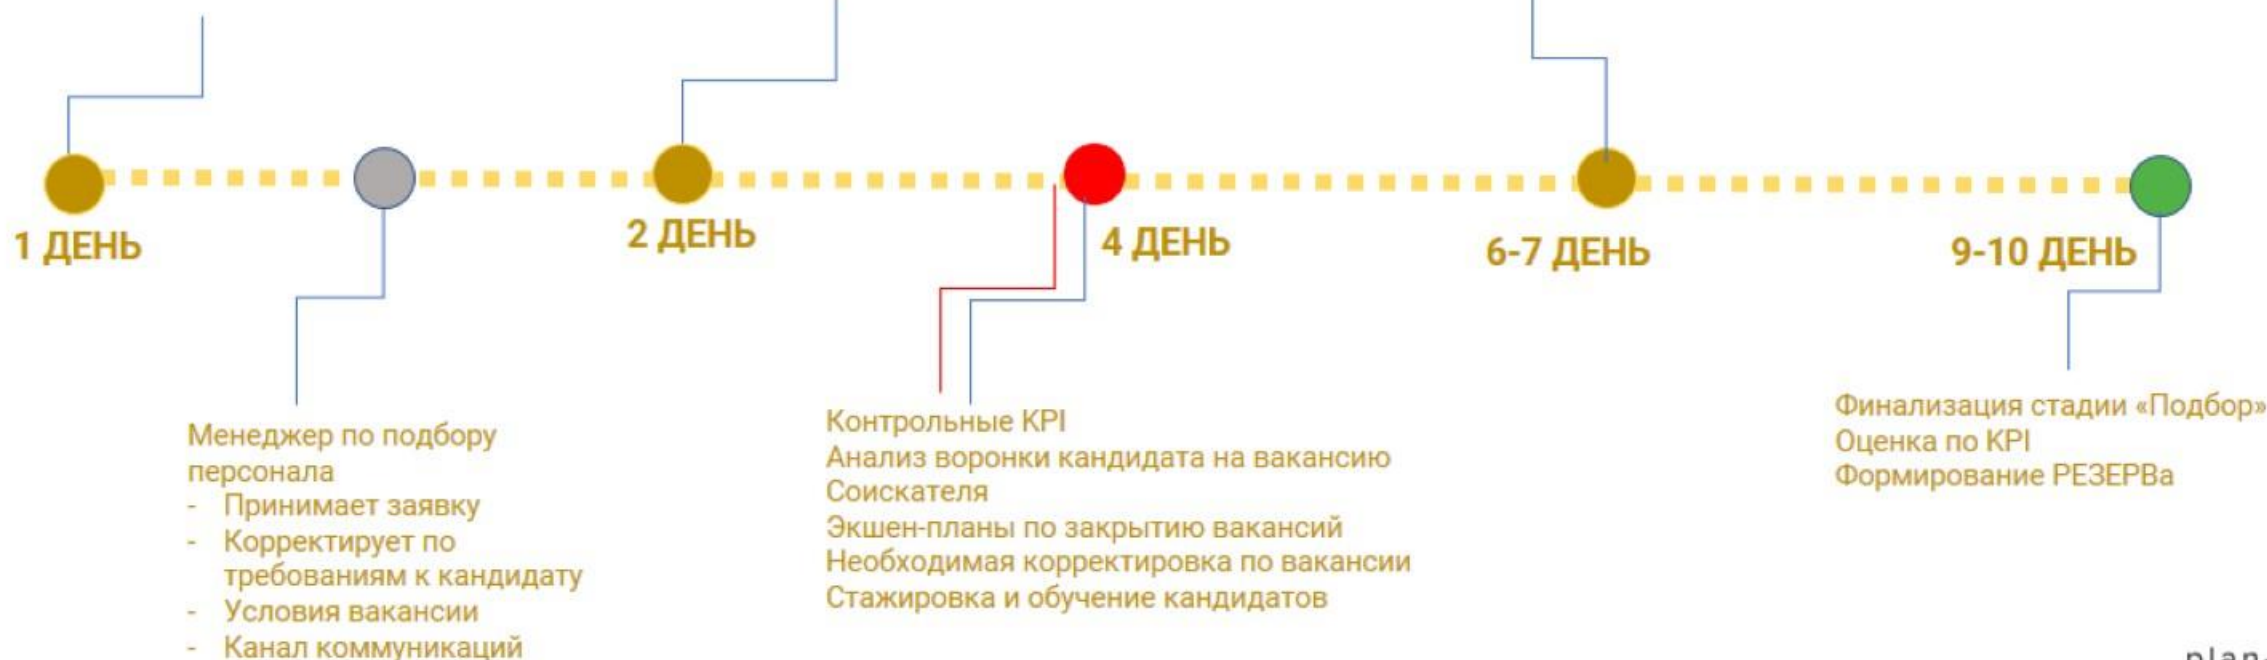 1 ДЕНЬ
2 ДЕНЬ
4 ДЕНЬ
6-7 ДЕНЬ
9-10 ДЕНЬ
Менеджер по подбору
персонала
- Принимает заявку
- Корректирует по
требованиям к кандидату
- Условия вакансии
- Канал коммуникаций
Контрольные KPI
Анализ воронки кандидата на вакансию
Соискателя
Экшен-планы по закрытию вакансий
Необходимая корректировка по вакансии
Стажировка и обучение кандидатов
Финализация стадии «Подбор»
Оценка по KPI
Формирование РЕЗЕРВа